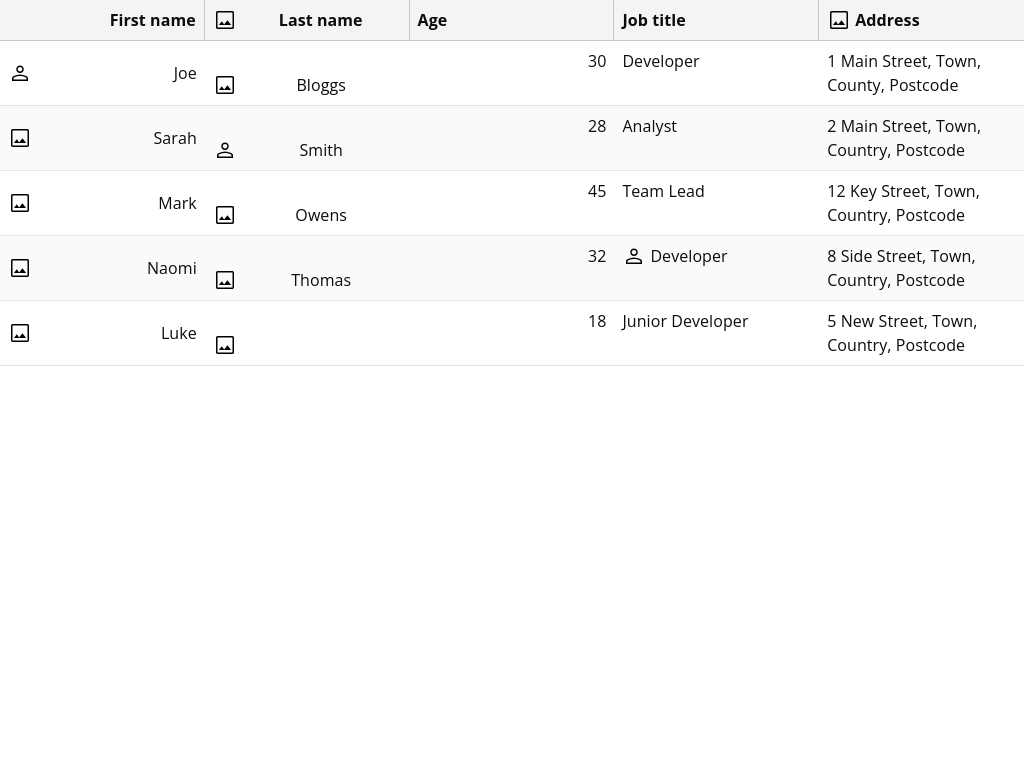 First name Last name Age Job title Address
Joe Bloggs 30 Developer 1 Main Street, Town,
County, Postcode
Sarah Smith 28 Analyst 2 Main Street, Town,
Country, Postcode
Mark Owens 45 Team Lead 12 Key Street, Town,
Country, Postcode
Naomi Thomas 32 Developer 8 Side Street, Town,
Country, Postcode
Luke 18 Junior Developer 5 New Street, Town,
Country, Postcode